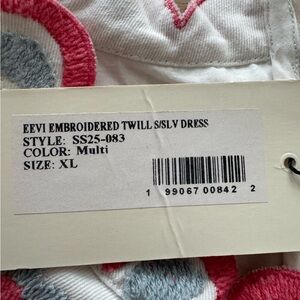 EEVI EMBROIDERED TWILL S/SLV DRESS
STYLE: SS25-083
COLOR: Multi
SIZE: XL
1 99067 00842 2